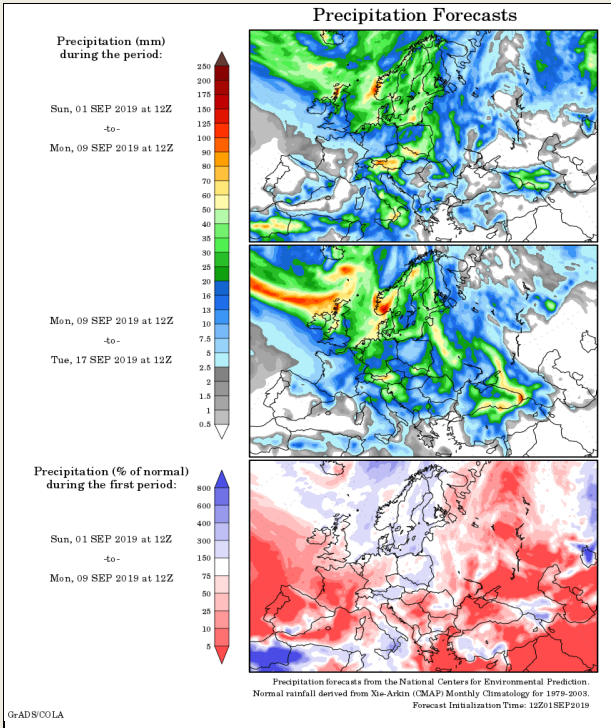 Precipitation Forecasts
Precipitation (mm)
during the period:
Sun, 01 SEP 2019 at 12Z
-to-
Mon, 09 SEP 2019 at 12Z
250
200
175
150
125
100
90
80
70
60
50
40
35
30
25
20
16
13
10
7.5
5
2.5
2
1.5
1
0.5
Mon, 09 SEP 2019 at 12Z
-to-
Tue, 17 SEP 2019 at 12Z
Precipitation (% of normal)
during the first period:
Sun, 01 SEP 2019 at 12Z
-to-
Mon, 09 SEP 2019 at 12Z
800
600
400
300
150
75
50
25
10
5
Precipitation forecasts from the National Centers for Environmental Prediction.
Normal rainfall derived from Xie-Arkin (CMAP) Monthly Climatology for 1979-2003.
Forecast Initialization Time: 12Z01SEP2019
GrADS/COLA